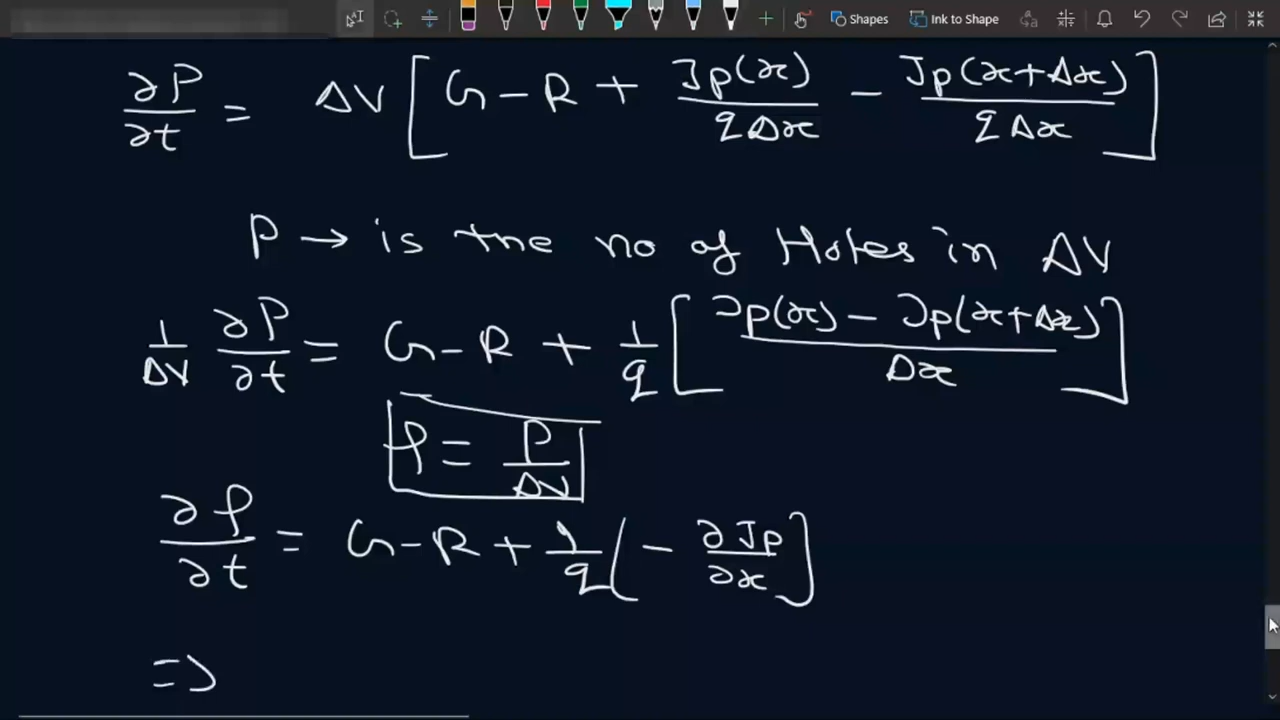 Shapes Ink to Shape
∂P/∂t = ΔV [G - R + Jp(x)/qΔx - Jp(x+Δx)/qΔx]
P → is the no of Holes in ΔV
1/ΔV ∂P/∂t = G - R + 1/q [Jp(x) - Jp(x+Δx)/Δx]
p = P/ΔV
∂p/∂t = G - R + 1/q (- ∂Jp/∂x]
=>